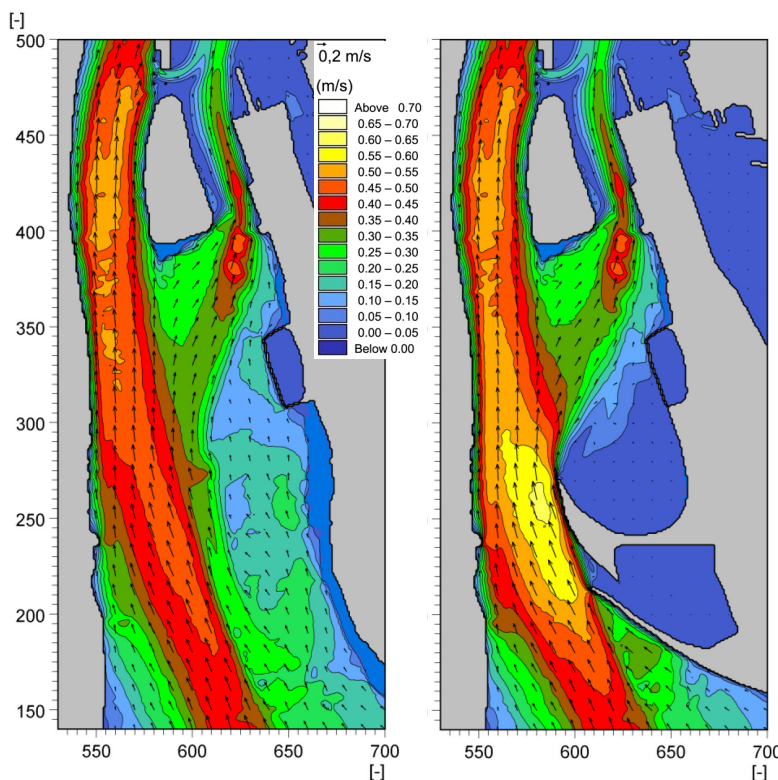 [-]
500
450
400
350
300
250
200
150
550
600
650
700
[-]
0,2 m/s
(m/s)
Above 0.70
0.65 – 0.70
0.60 – 0.65
0.55 – 0.60
0.50 – 0.55
0.45 – 0.50
0.40 – 0.45
0.35 – 0.40
0.30 – 0.35
0.25 – 0.30
0.20 – 0.25
0.15 – 0.20
0.10 – 0.15
0.05 – 0.10
0.00 – 0.05
Below 0.00
550
600
650
700
[-]